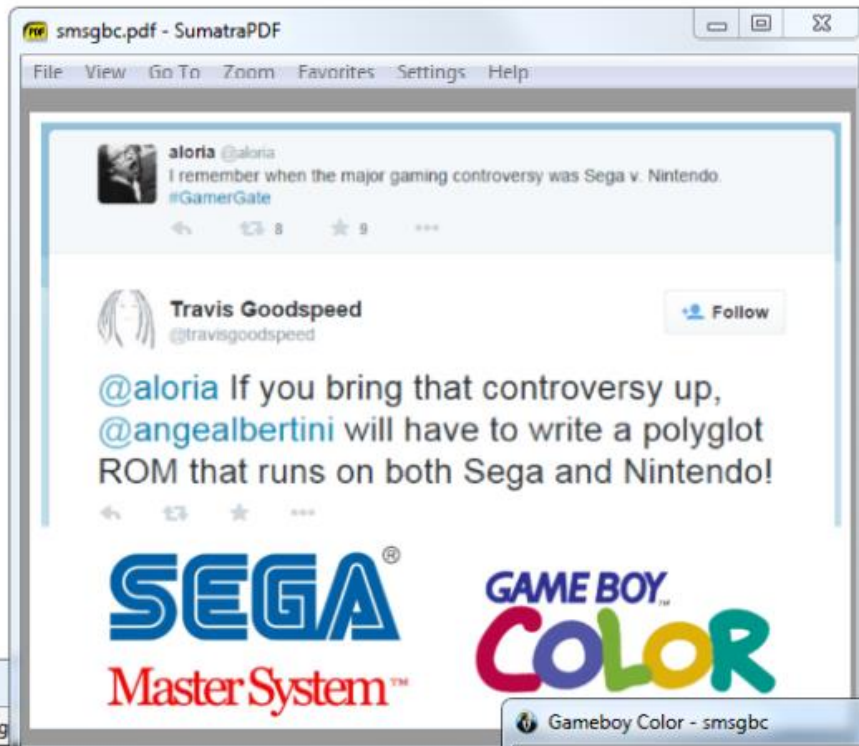 smsgbc.pdf - SumatraPDF
File View Go To Zoom Favorites Settings Help
aloria @aloria
I remember when the major gaming controversy was Sega v. Nintendo.
#GamerGate
8 9
Travis Goodspeed
@travisgoodspeed
Follow
@aloria If you bring that controversy up,
@angealbertini will have to write a polyglot
ROM that runs on both Sega and Nintendo!
SEGA®
Master System™
GAME BOY™
COLOR
Gameboy Color - smsgbc